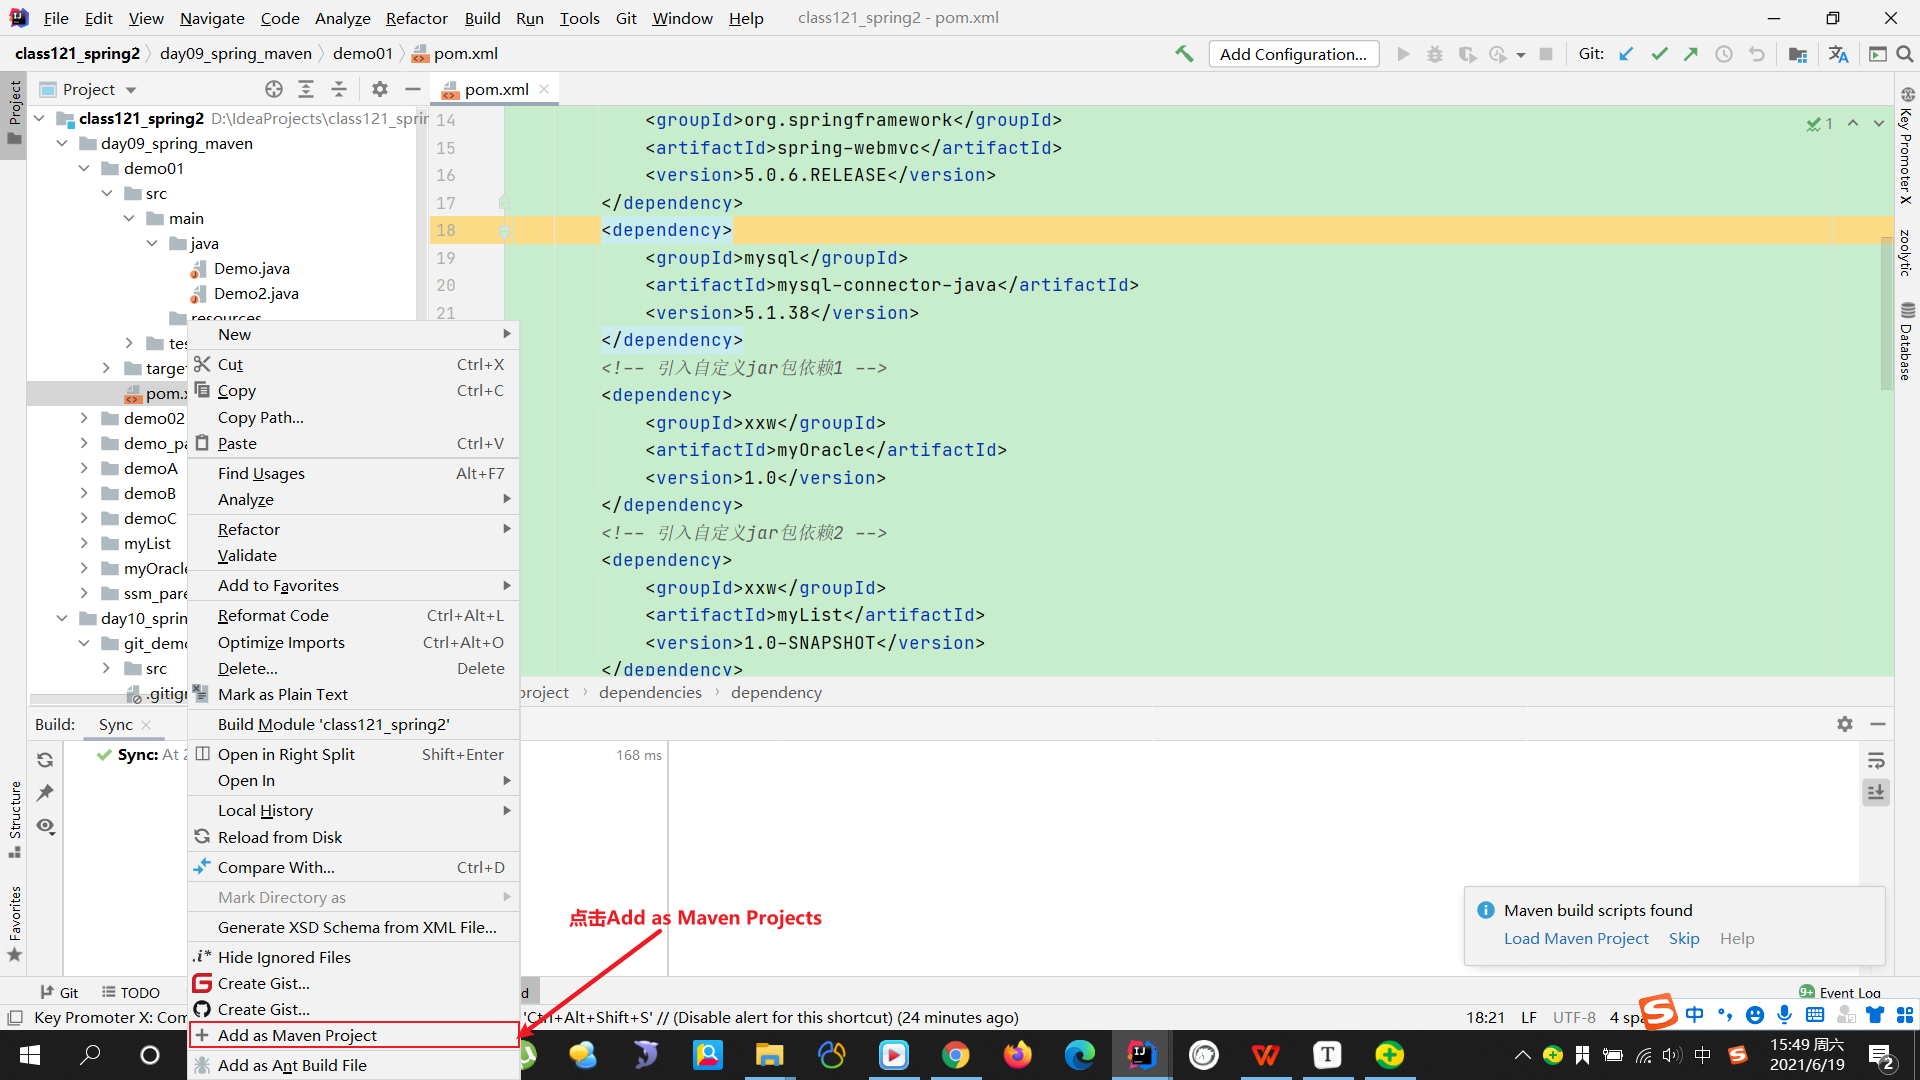 File Edit View Navigate Code Analyze Refactor Build Run Tools Git Window Help class121_spring2 - pom.xml
class121_spring2 day09_spring_maven demo01 pom.xml Add Configuration... Git:
Project
pom.xml
class121_spring2 D:\IdeaProjects\class121_sprin
day09_spring_maven
demo01
src
main
java
Demo.java
Demo2.java
resources
tes
target
pom.x
demo02
demo_pa
demoA
demoB
demoC
myList
myOracle
ssm_pare
day10_sprin
git_demo
src
.gitign
14 <groupId>org.springframework</groupId>
15 <artifactId>spring-webmvc</artifactId>
16 <version>5.0.6.RELEASE</version>
17 </dependency>
18 <dependency>
19 <groupId>mysql</groupId>
20 <artifactId>mysql-connector-java</artifactId>
21 <version>5.1.38</version>
</dependency>
<!-- 引入自定义jar包依赖1 -->
<dependency>
<groupId>xxw</groupId>
<artifactId>myOracle</artifactId>
<version>1.0</version>
</dependency>
<!-- 引入自定义jar包依赖2 -->
<dependency>
<groupId>xxw</groupId>
<artifactId>myList</artifactId>
<version>1.0-SNAPSHOT</version>
</dependency>
1
project › dependencies › dependency
New
Cut Ctrl+X
Copy Ctrl+C
Copy Path...
Paste Ctrl+V
Find Usages Alt+F7
Analyze
Refactor
Validate
Add to Favorites
Reformat Code Ctrl+Alt+L
Optimize Imports Ctrl+Alt+O
Delete... Delete
Mark as Plain Text
Build Module 'class121_spring2'
Open in Right Split Shift+Enter
Open In
Local History
Reload from Disk
Compare With... Ctrl+D
Mark Directory as
Generate XSD Schema from XML File...
Hide Ignored Files
Create Gist...
Create Gist...
Add as Maven Project
Add as Ant Build File
Project
Structure
Favorites
Key Promoter X
zoolytic
Database
Build: Sync
Sync: At 2
168 ms
点击Add as Maven Projects
Maven build scripts found
Load Maven Project Skip Help
Git TODO d 9+ Event Log
Key Promoter X: Com 'Ctrl+Alt+Shift+S' // (Disable alert for this shortcut) (24 minutes ago) 18:21 LF UTF-8 4 spa
中
中
15:49 周六
2021/6/19
2